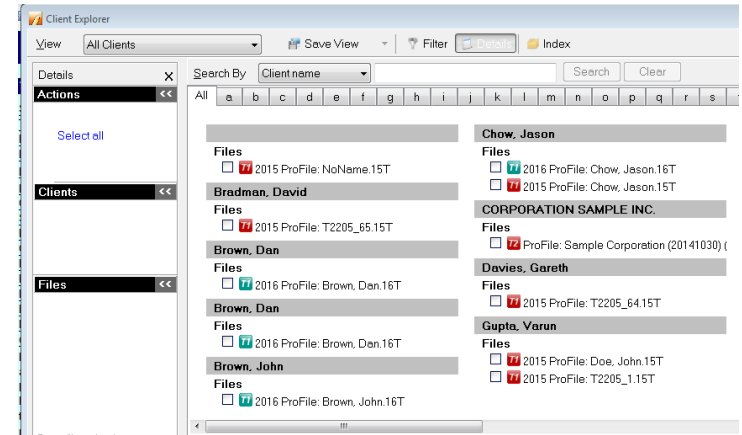 Client Explorer
View All Clients Save View Filter Details Index
Details X
Search By Client name Search Clear
Actions <<
All a b c d e f g h i j k l m n o p q r s
Select all
Clients <<
Files <<
Files
2015 ProFile: NoName.15T
Bradman, David
Files
2015 ProFile: T2205_65.15T
Brown, Dan
Files
2016 ProFile: Brown, Dan.16T
Brown, Dan
Files
2016 ProFile: Brown, Dan.16T
Brown, John
Files
2016 ProFile: Brown, John.16T
Chow, Jason
Files
2016 ProFile: Chow, Jason.16T
2015 ProFile: Chow, Jason.15T
CORPORATION SAMPLE INC.
Files
ProFile: Sample Corporation (20141030) (
Davies, Gareth
Files
2015 ProFile: T2205_64.15T
Gupta, Varun
Files
2015 ProFile: Doe, John.15T
2015 ProFile: T2205_1.15T